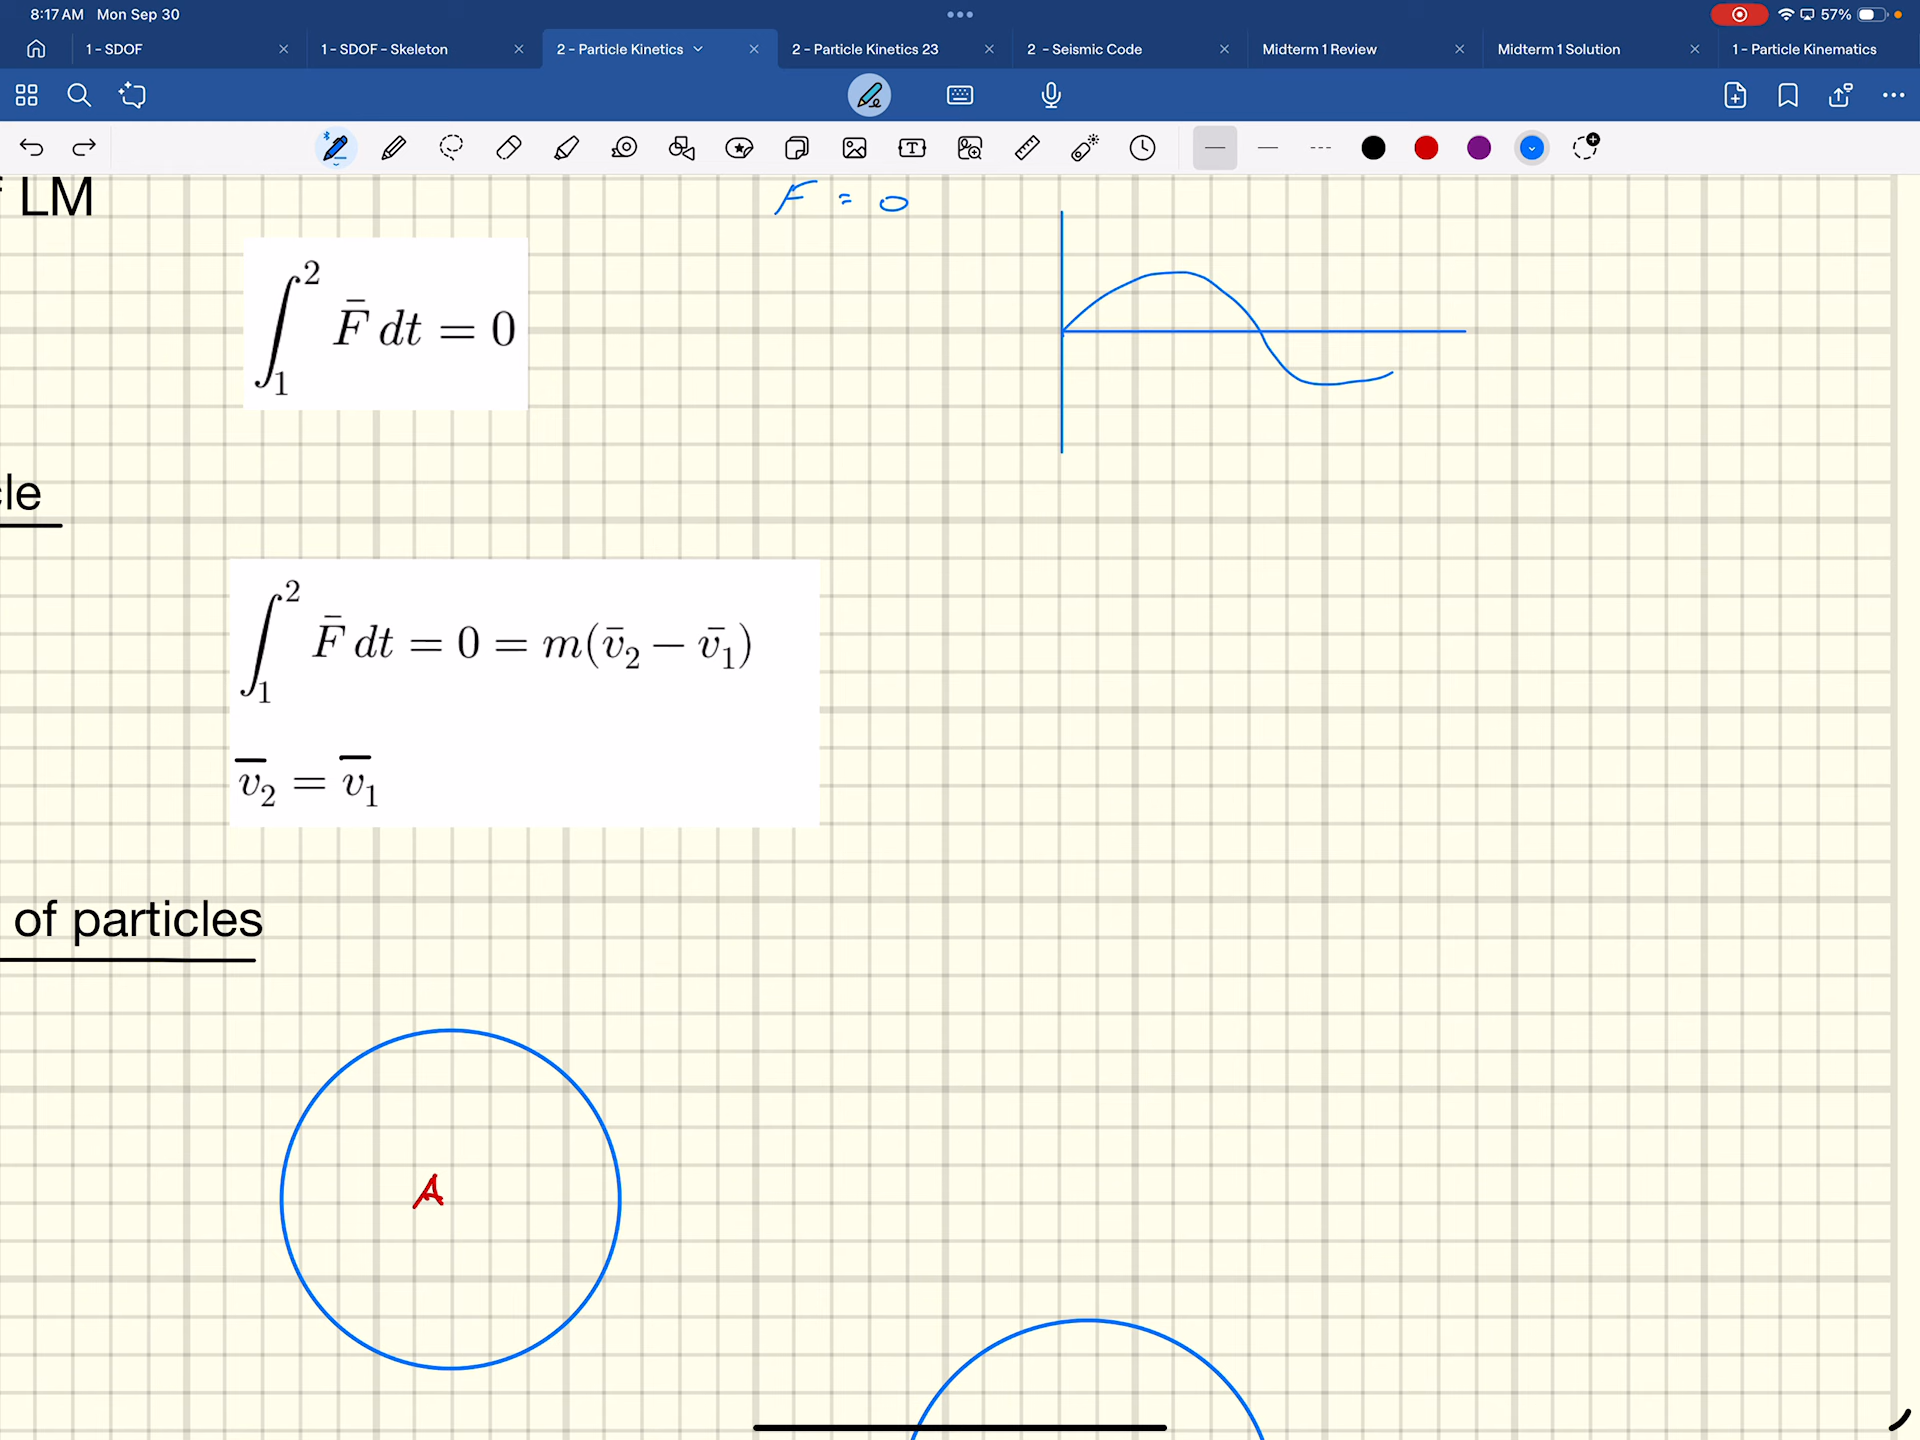 8:17 AM Mon Sep 30
57%
1 - SDOF
1 - SDOF - Skeleton
2 - Particle Kinetics
2 - Particle Kinetics 23
2 - Seismic Code
Midterm 1 Review
Midterm 1 Solution
1 - Particle Kinematics
LM
F = 0
∫₁² F̄ dt = 0
cle
∫₁² F̄ dt = 0 = m(v̄₂ − v̄₁)
v̄₂ = v̄₁
of particles
A